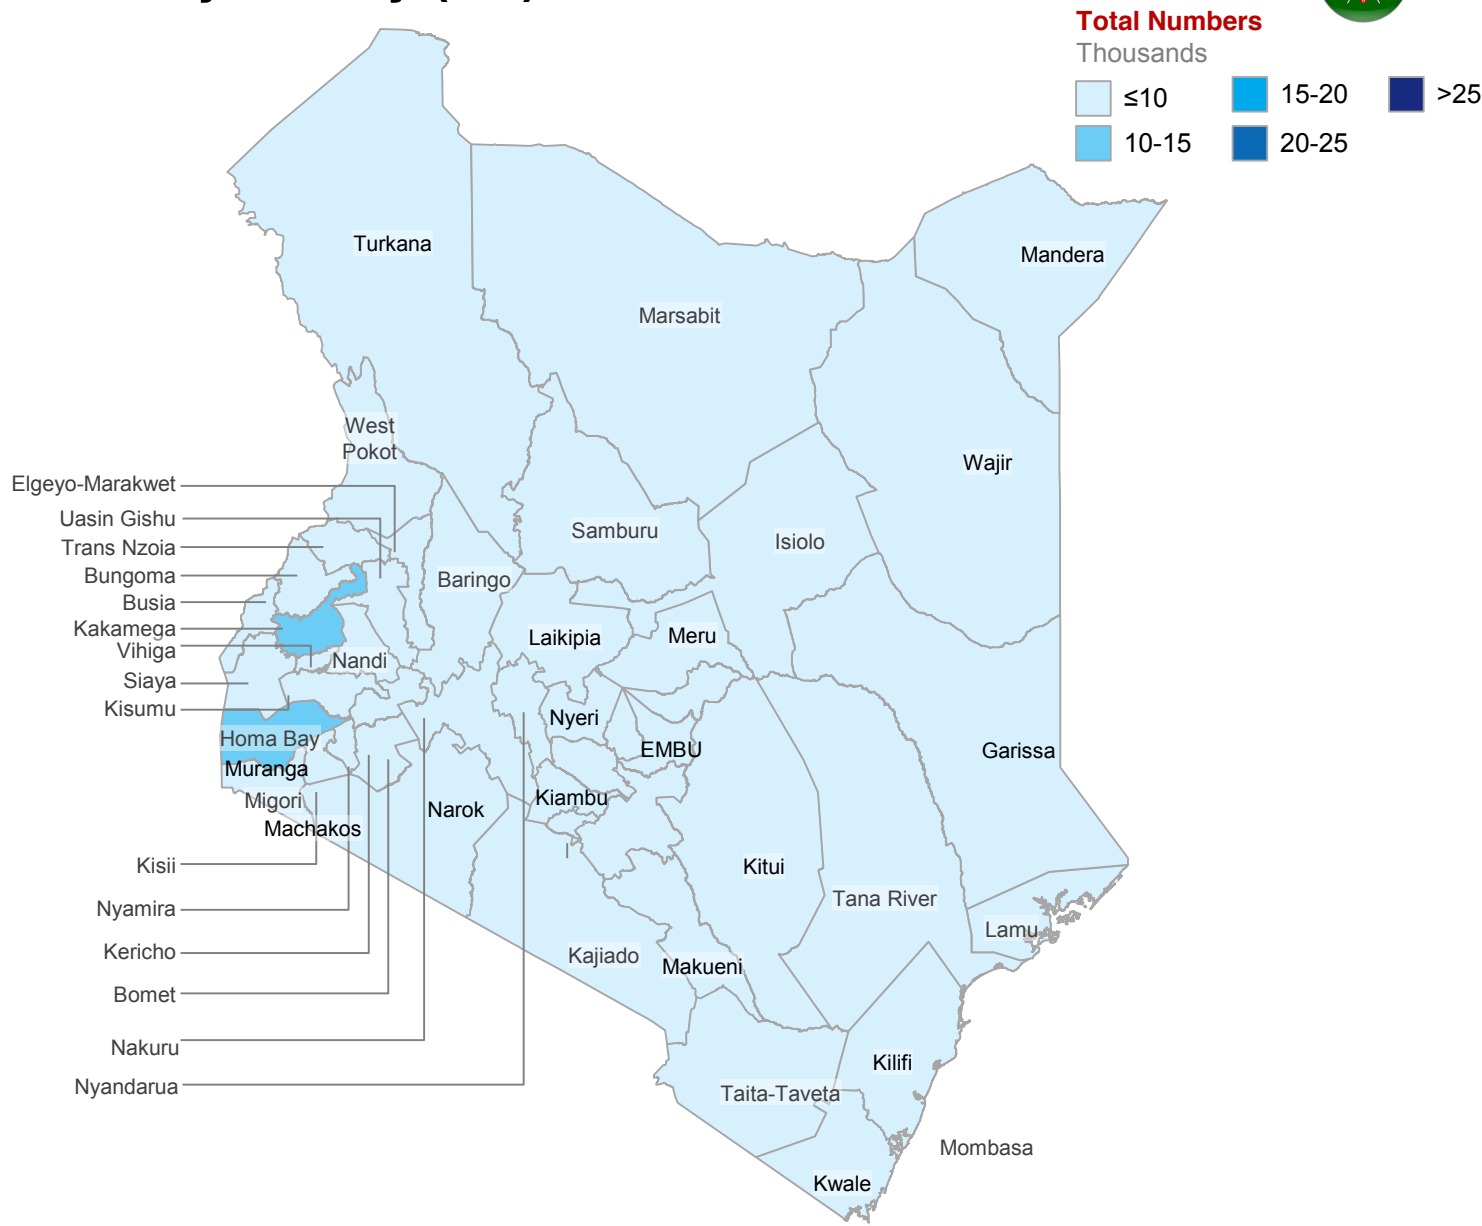 Total Numbers
Thousands
≤10
15-20
>25
10-15
20-25
Turkana
Mandera
Marsabit
West
Pokot
Wajir
Elgeyo-Marakwet
Uasin Gishu
Samburu
Isiolo
Trans Nzoia
Bungoma
Baringo
Busia
Kakamega
Laikipia
Meru
Vihiga
Nandi
Siaya
Kisumu
Nyeri
Homa Bay
EMBU
Garissa
Muranga
Migori
Kiambu
Narok
Machakos
Kisii
Kitui
Tana River
Nyamira
Lamu
Kericho
Kajiado
Makueni
Bomet
Nakuru
Kilifi
Nyandarua
Taita-Taveta
Mombasa
Kwale